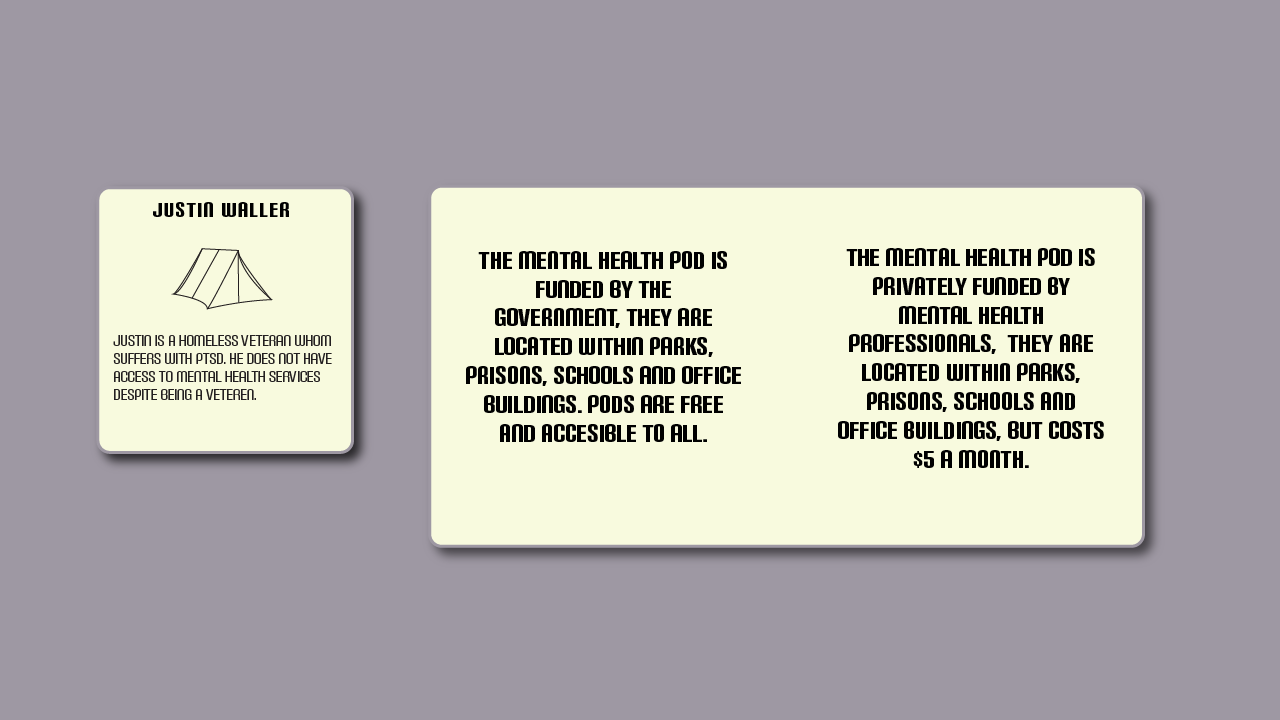 JUSTIN WALLER
JUSTIN IS A HOMELESS VETERAN WHOM
SUFFERS WITH PTSD. HE DOES NOT HAVE
ACCESS TO MENTAL HEALTH SERVICES
DESPITE BEING A VETEREN.
THE MENTAL HEALTH POD IS
FUNDED BY THE
GOVERNMENT, THEY ARE
LOCATED WITHIN PARKS,
PRISONS, SCHOOLS AND OFFICE
BUILDINGS. PODS ARE FREE
AND ACCESIBLE TO ALL.
THE MENTAL HEALTH POD IS
PRIVATELY FUNDED BY
MENTAL HEALTH
PROFESSIONALS, THEY ARE
LOCATED WITHIN PARKS,
PRISONS, SCHOOLS AND
OFFICE BUILDINGS, BUT COSTS
$5 A MONTH.